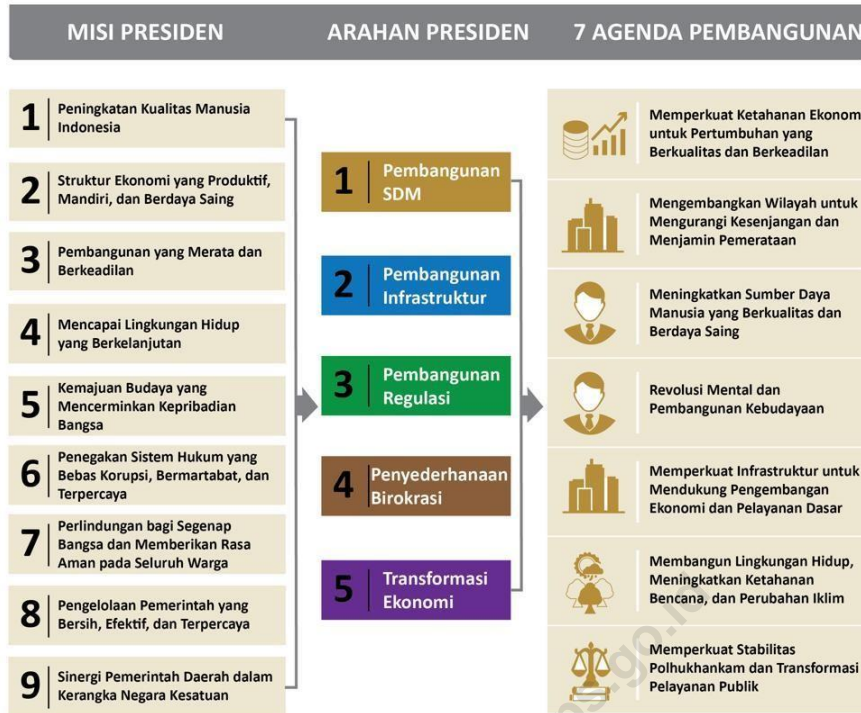 MISI PRESIDEN
ARAHAN PRESIDEN
7 AGENDA PEMBANGUNAN
1
Peningkatan Kualitas Manusia
Indonesia
2
Struktur Ekonomi yang Produktif,
Mandiri, dan Berdaya Saing
3
Pembangunan yang Merata dan
Berkeadilan
4
Mencapai Lingkungan Hidup
yang Berkelanjutan
5
Kemajuan Budaya yang
Mencerminkan Kepribadian
Bangsa
6
Penegakan Sistem Hukum yang
Bebas Korupsi, Bermartabat, dan
Terpercaya
7
Perlindungan bagi Segenap
Bangsa dan Memberikan Rasa
Aman pada Seluruh Warga
8
Pengelolaan Pemerintah yang
Bersih, Efektif, dan Terpercaya
9
Sinergi Pemerintah Daerah dalam
Kerangka Negara Kesatuan
1
Pembangunan
SDM
2
Pembangunan
Infrastruktur
3
Pembangunan
Regulasi
4
Penyederhanaan
Birokrasi
5
Transformasi
Ekonomi
Memperkuat Ketahanan Ekonom
untuk Pertumbuhan yang
Berkualitas dan Berkeadilan
Mengembangkan Wilayah untuk
Mengurangi Kesenjangan dan
Menjamin Pemerataan
Meningkatkan Sumber Daya
Manusia yang Berkualitas dan
Berdaya Saing
Revolusi Mental dan
Pembangunan Kebudayaan
Memperkuat Infrastruktur untuk
Mendukung Pengembangan
Ekonomi dan Pelayanan Dasar
Membangun Lingkungan Hidup,
Meningkatkan Ketahanan
Bencana, dan Perubahan Iklim
Memperkuat Stabilitas
Polhukhankam dan Transformasi
Pelayanan Publik